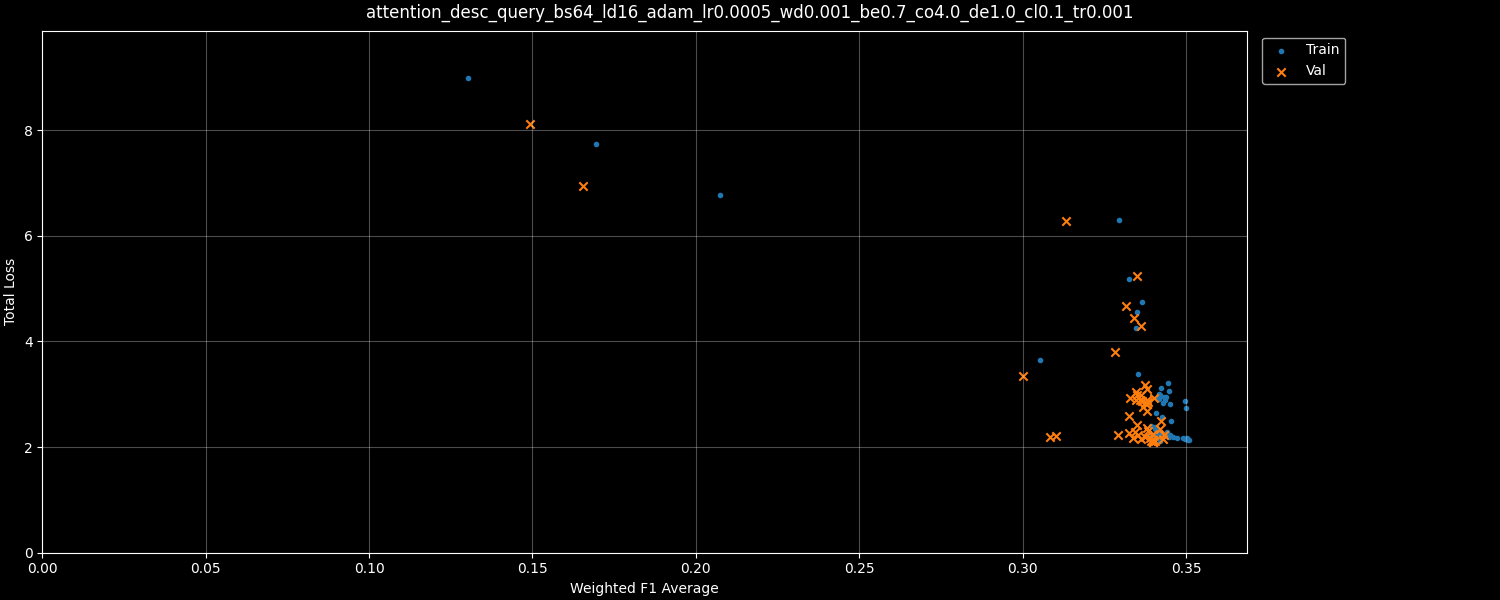 attention_desc_query_bs64_ld16_adam_lr0.0005_wd0.001_be0.7_co4.0_de1.0_cl0.1_tr0.001
Train
Val
Total Loss
8
6
4
2
0
0.00 0.05 0.10 0.15 0.20 0.25 0.30 0.35
Weighted F1 Average